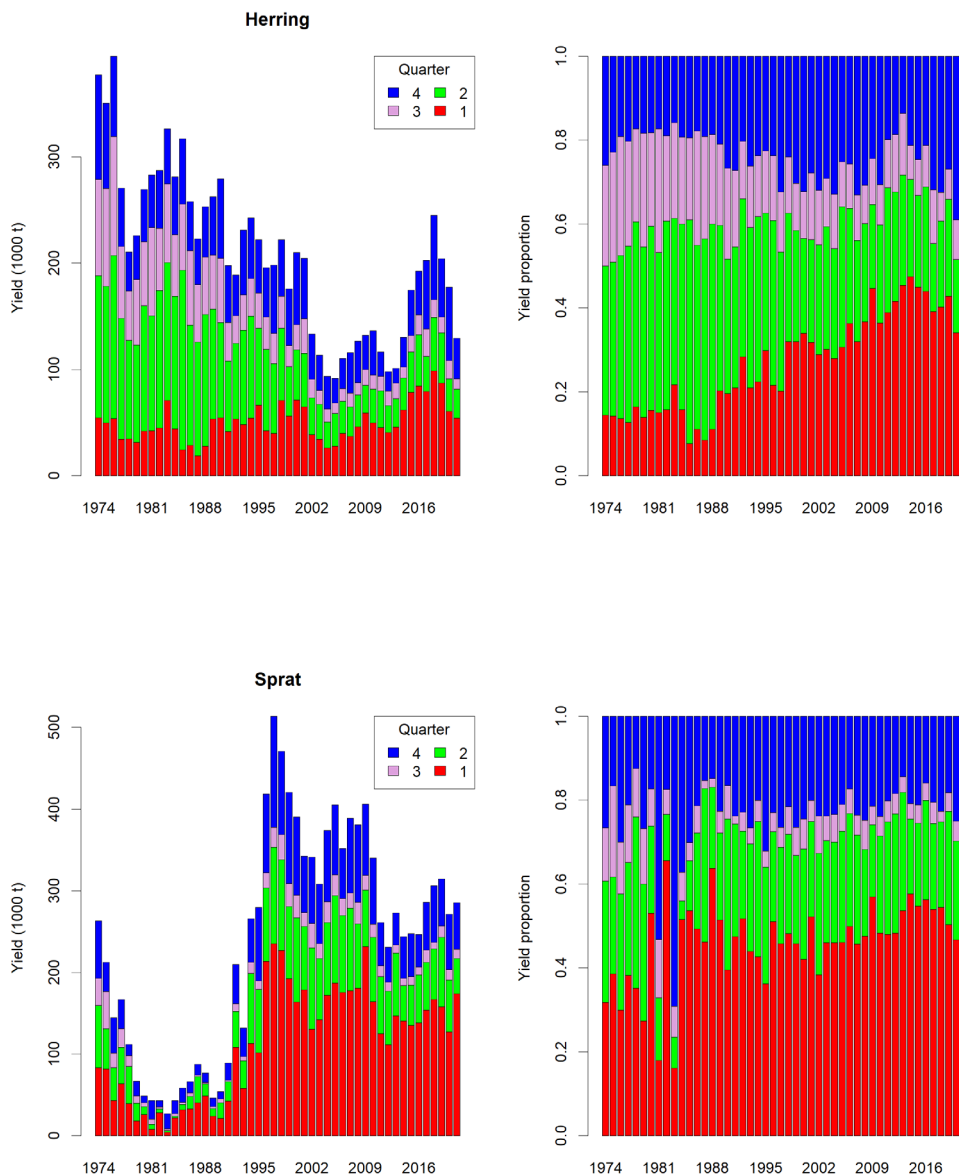 Herring
Yield (1000 t)
0 100 200 300
Quarter
4 2
3 1
1974 1981 1988 1995 2002 2009 2016
Yield proportion
0.0 0.2 0.4 0.6 0.8 1.0
1974 1981 1988 1995 2002 2009 2016
Sprat
Yield (1000 t)
0 100 200 300 400 500
Quarter
4 2
3 1
1974 1981 1988 1995 2002 2009 2016
Yield proportion
0.0 0.2 0.4 0.6 0.8 1.0
1974 1981 1988 1995 2002 2009 2016